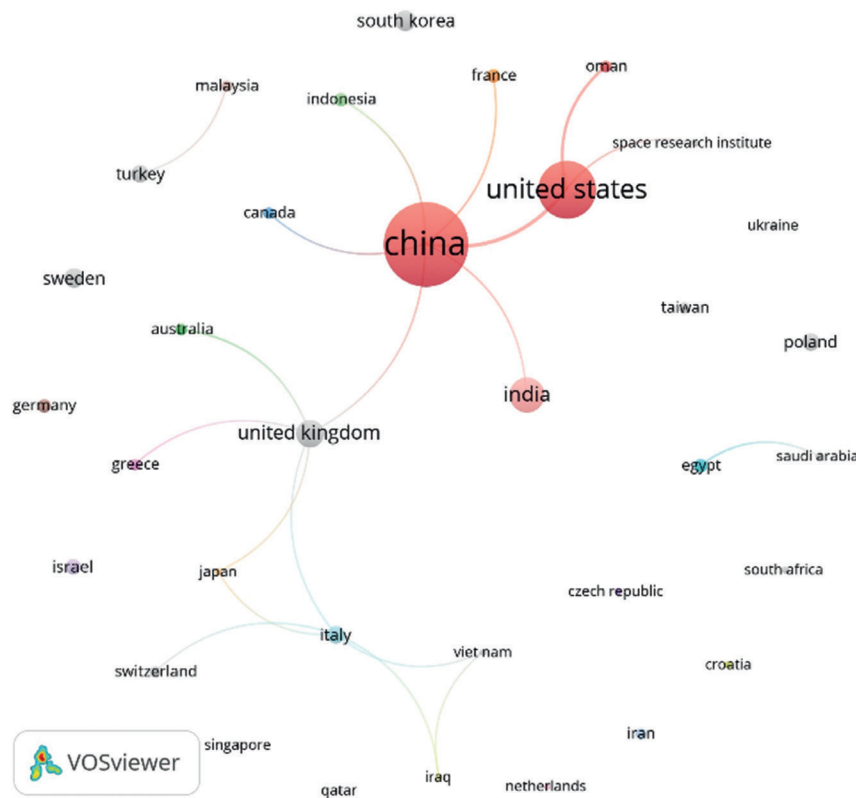 south korea
oman
france
malaysia
indonesia
space research institute
turkey
united states
canada
ukraine
china
sweden
taiwan
australia
poland
india
germany
united kingdom
greece
egypt
saudi arabia
israel
japan
south africa
czech republic
italy
viet nam
switzerland
croatia
iran
singapore
VOSviewer
iraq
netherlands
qatar